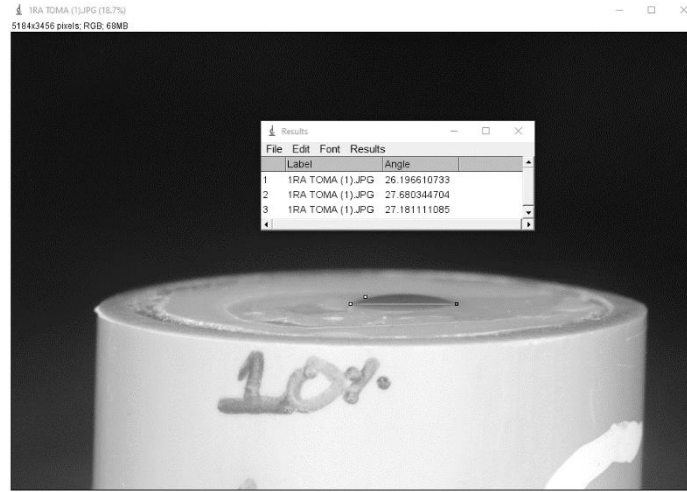 1RA TOMA (1).JPG (18.7%)
5184x3456 pixels; RGB; 68MB
Results
File Edit Font Results
Label Angle
1 1RA TOMA (1).JPG 26.196610733
2 1RA TOMA (1).JPG 27.680344704
3 1RA TOMA (1).JPG 27.181111085
10%